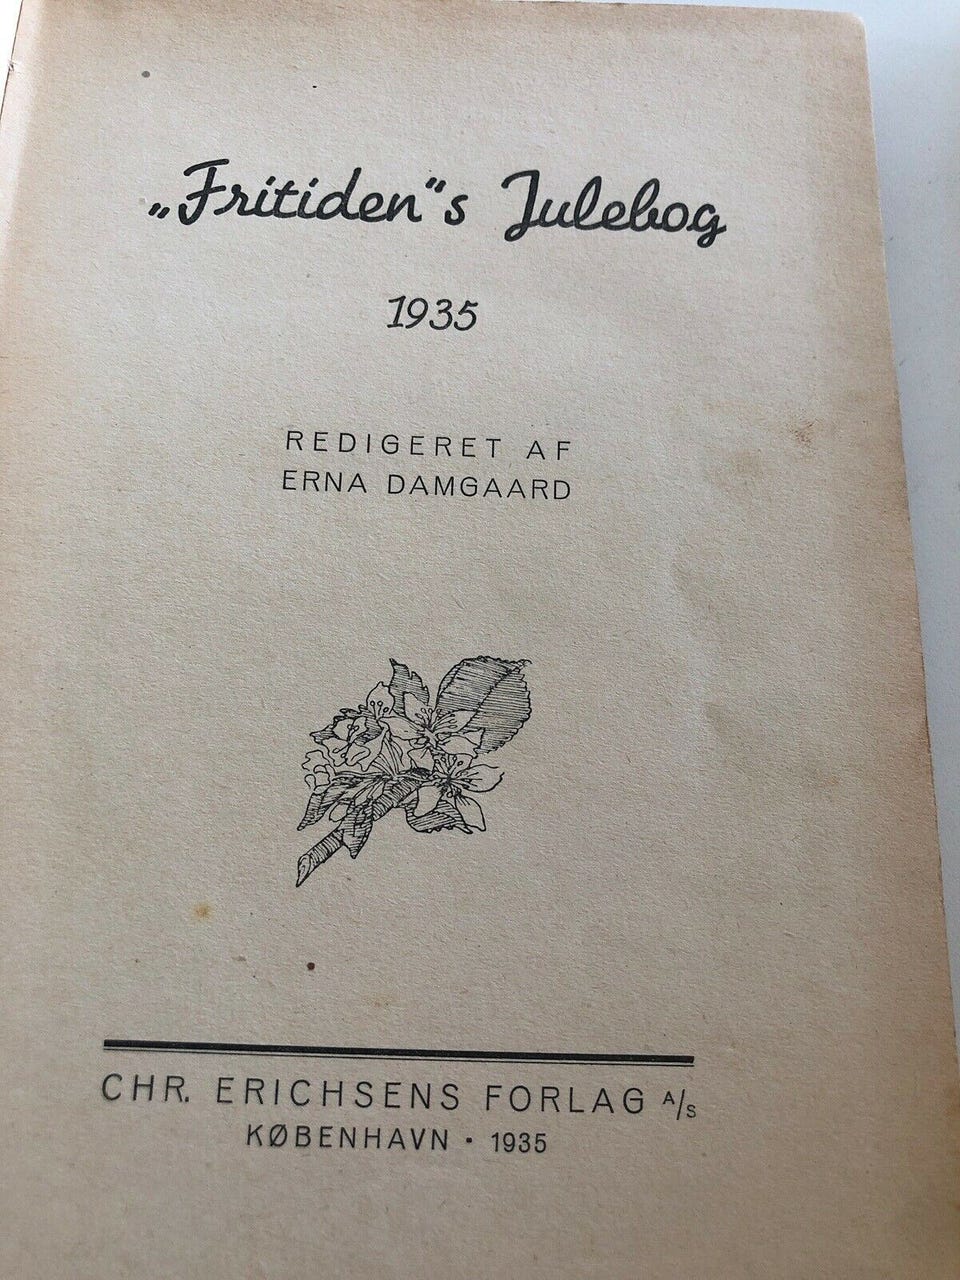 „Fritiden“s Julebog
1935
REDIGERET AF
ERNA DAMGAARD
CHR. ERICHSENS FORLAG A/S
KØBENHAVN · 1935